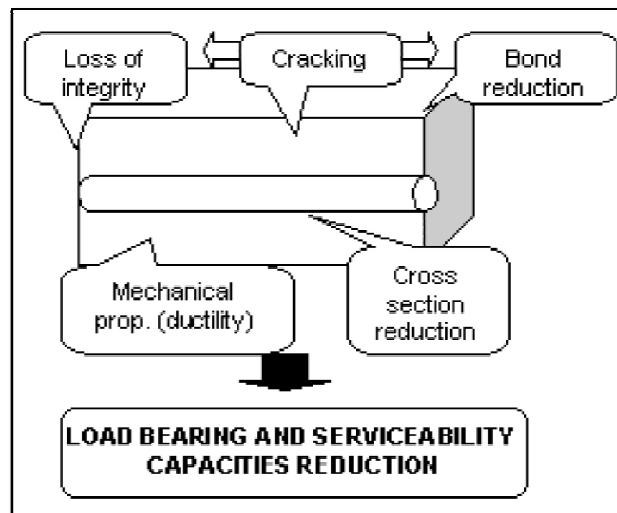 Loss of
integrity
Cracking
Bond
reduction
Mechanical
prop. (ductility)
Cross
section
reduction
LOAD BEARING AND SERVICEABILITY
CAPACITIES REDUCTION